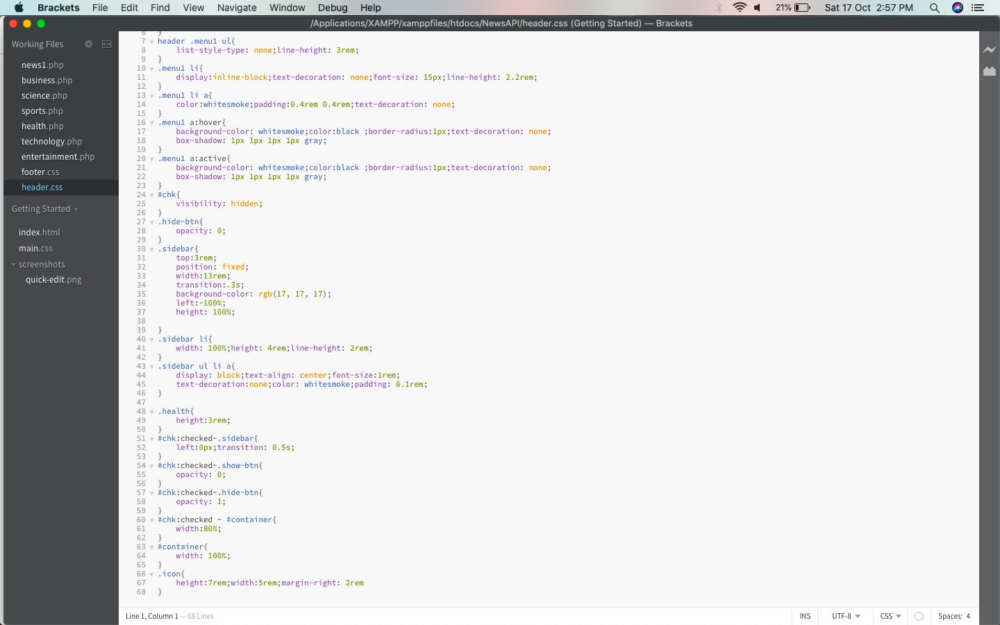 Brackets File Edit Find View Navigate Window Debug Help 21% Sat 17 Oct 2:57 PM
/Applications/XAMPP/xamppfiles/htdocs/NewsAPI/header.css (Getting Started) — Brackets
Working Files
news1.php
business.php
science.php
sports.php
health.php
technology.php
entertainment.php
footer.css
header.css
Getting Started
index.html
main.css
screenshots
quick-edit.png
6 }
7 header .menu1 ul{
8 list-style-type: none;line-height: 3rem;
9 }
10 .menu1 li{
11 display:inline-block;text-decoration: none;font-size: 15px;line-height: 2.2rem;
12 }
13 .menu1 li a{
14 color:whitesmoke;padding:0.4rem 0.4rem;text-decoration: none;
15 }
16 .menu1 a:hover{
17 background-color: whitesmoke;color:black ;border-radius:1px;text-decoration: none;
18 box-shadow: 1px 1px 1px 1px gray;
19 }
20 .menu1 a:active{
21 background-color: whitesmoke;color:black ;border-radius:1px;text-decoration: none;
22 box-shadow: 1px 1px 1px 1px gray;
23 }
24 #chk{
25 visibility: hidden;
26 }
27 .hide-btn{
28 opacity: 0;
29 }
30 .sidebar{
31 top:3rem;
32 position: fixed;
33 width:13rem;
34 transition:.3s;
35 background-color: rgb(17, 17, 17);
36 left:-100%;
37 height: 100%;
38
39 }
40 .sidebar li{
41 width: 100%;height: 4rem;line-height: 2rem;
42 }
43 .sidebar ul li a{
44 display: block;text-align: center;font-size:1rem;
45 text-decoration:none;color: whitesmoke;padding: 0.1rem;
46 }
47
48 .health{
49 height:3rem;
50 }
51 #chk:checked~.sidebar{
52 left:0px;transition: 0.5s;
53 }
54 #chk:checked~.show-btn{
55 opacity: 0;
56 }
57 #chk:checked~.hide-btn{
58 opacity: 1;
59 }
60 #chk:checked ~ #container{
61 width:80%;
62 }
63 #container{
64 width: 100%;
65 }
66 .icon{
67 height:7rem;width:5rem;margin-right: 2rem
68 }
Line 1, Column 1 — 68 Lines INS UTF-8 CSS Spaces: 4